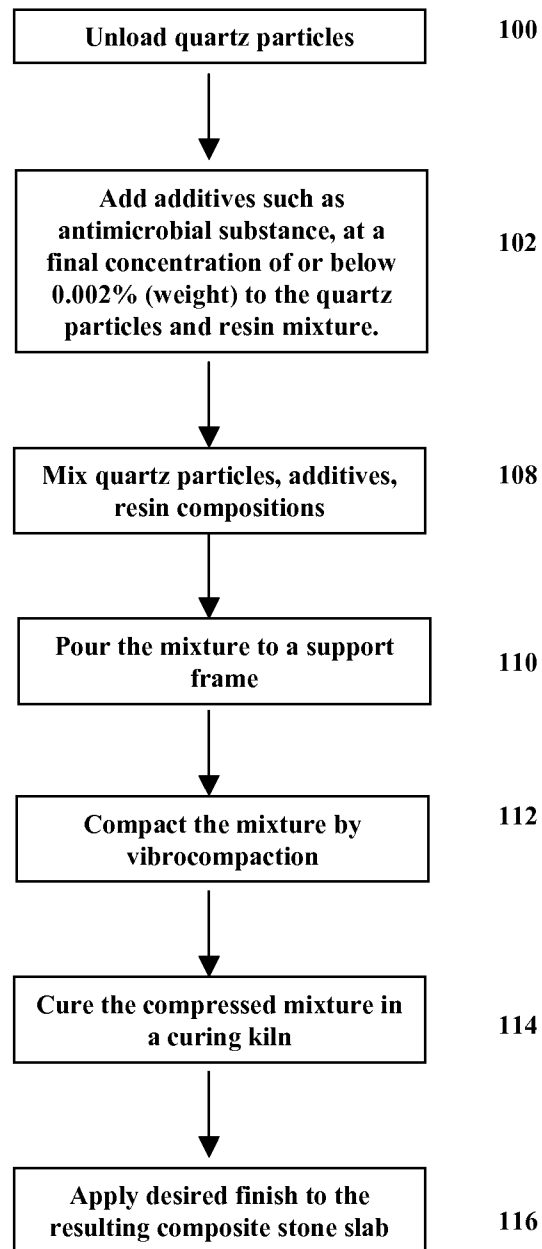 Unload quartz particles
100
Add additives such as
antimicrobial substance, at a
final concentration of or below
0.002% (weight) to the quartz
particles and resin mixture.
102
Mix quartz particles, additives,
resin compositions
108
Pour the mixture to a support
frame
110
Compact the mixture by
vibrocompaction
112
Cure the compressed mixture in
a curing kiln
114
Apply desired finish to the
resulting composite stone slab
116